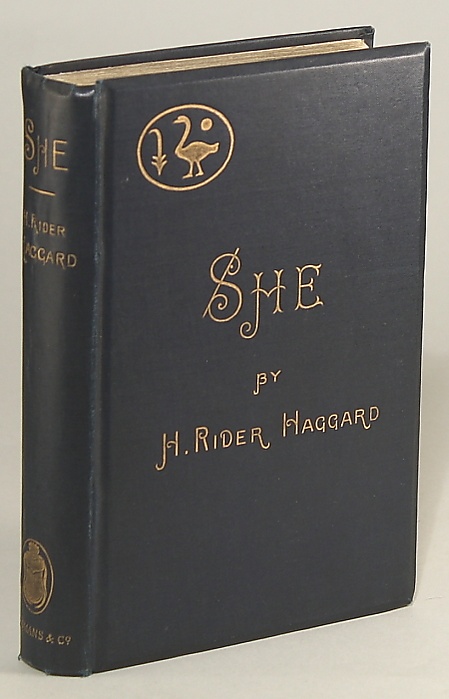 SHE
H. RIDER
HAGGARD
SHE
BY
H. RIDER HAGGARD
& Co